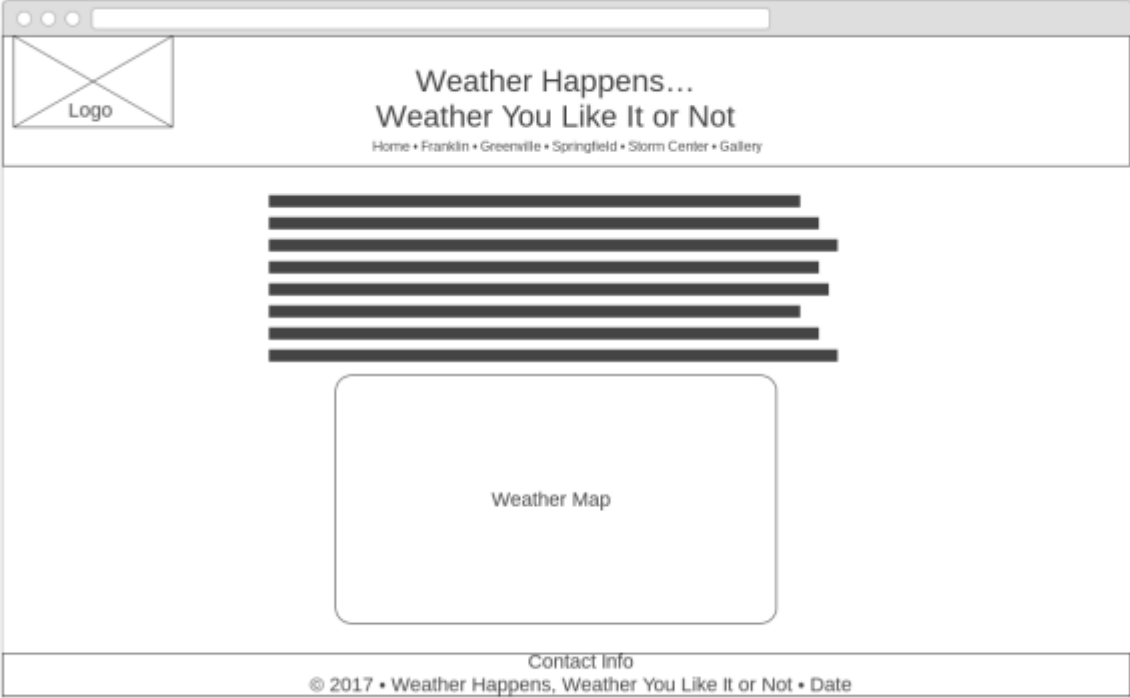 Logo
Weather Happens...
Weather You Like It or Not
Home • Franklin • Greenville • Springfield • Storm Center • Gallery
Weather Map
Contact Info
© 2017 • Weather Happens, Weather You Like It or Not • Date